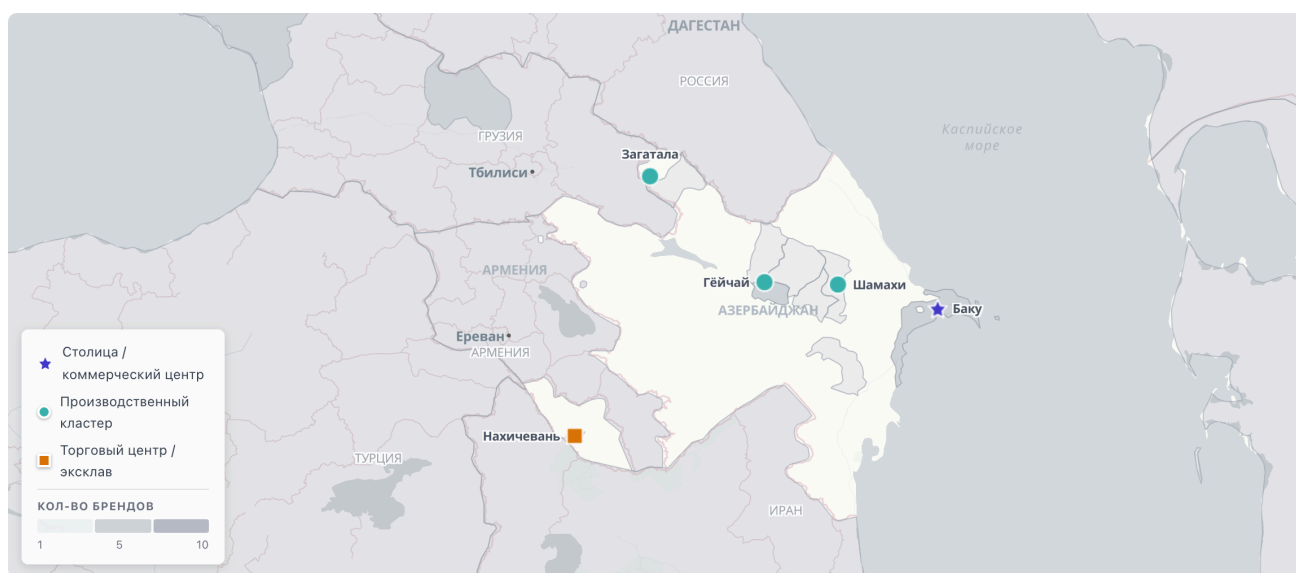 ДАГЕСТАН
РОССИЯ
Каспийское
море
ГРУЗИЯ
Загатала
Тбилиси
АРМЕНИЯ
Гёйчай
Шамахи
АЗЕРБАЙДЖАН
Баку
Ереван
АРМЕНИЯ
Нахичевань
ТУРЦИЯ
ИРАН
Столица /
коммерческий центр
Производственный
кластер
Торговый центр /
эксклав
КОЛ-ВО БРЕНДОВ
1 5 10